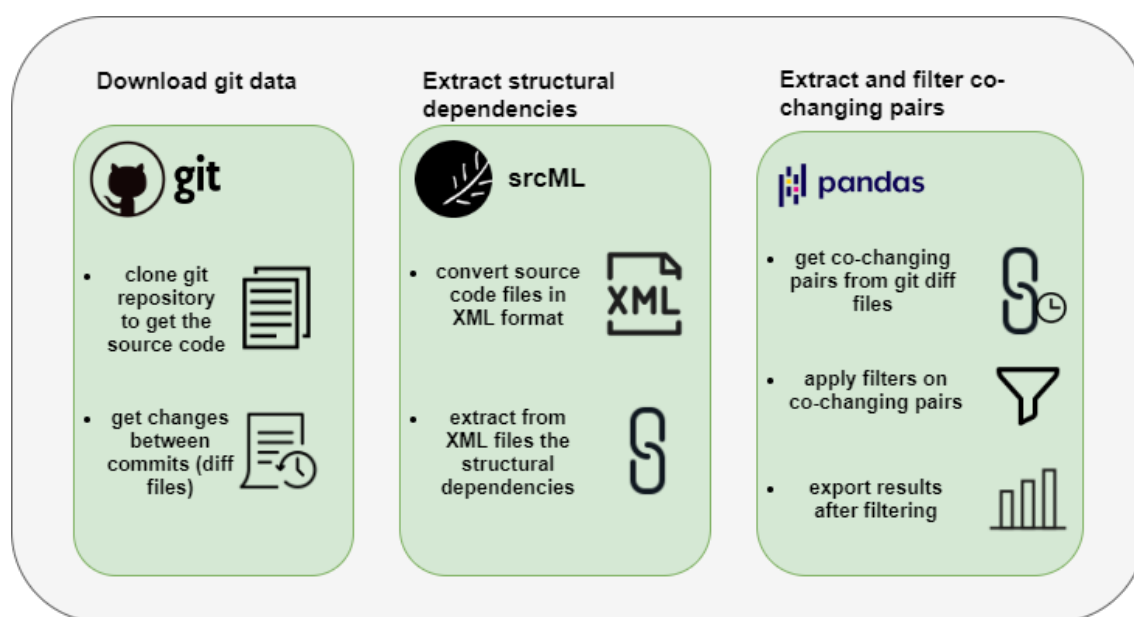 Download git data
git
• clone git
repository
to get the
source code
• get changes
between
commits (diff
files)
Extract structural
dependencies
srcML
• convert source
code files in
XML format
XML
• extract from
XML files the
structural
dependencies
Extract and filter co-
changing pairs
pandas
• get co-changing
pairs from git diff
files
• apply filters on
co-changing pairs
• export results
after filtering